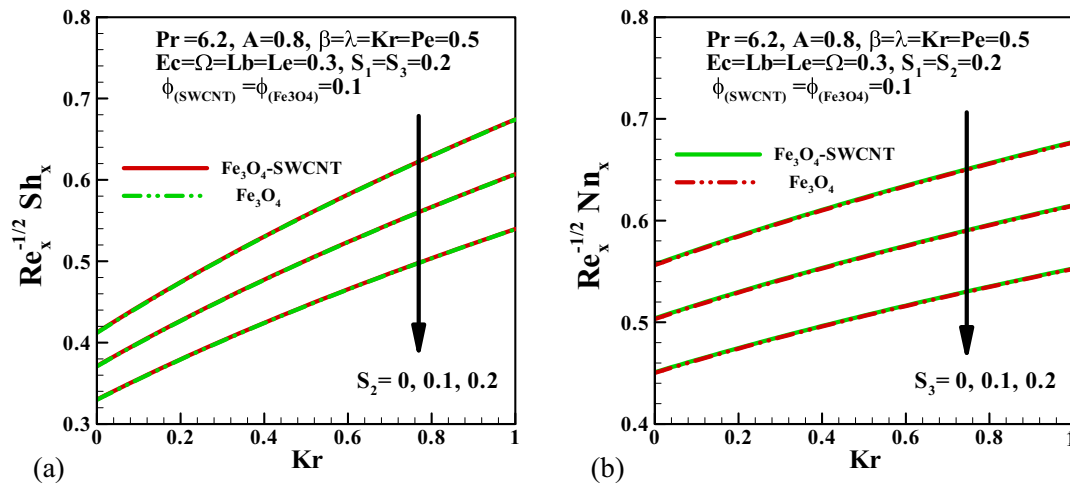 0.8
0.7
0.6
0.5
0.4
0.3
Re_x^{-1/2} Sh_x
Pr=6.2, A=0.8, β=λ=Kr=Pe=0.5
Ec=Ω=Lb=Le=0.3, S₁=S₃=0.2
ϕ(SWCNT) =ϕ(Fe3O4)=0.1
Fe₃O₄-SWCNT
Fe₃O₄
S₂= 0, 0.1, 0.2
0 0.2 0.4 0.6 0.8 1
Kr
(a)
0.8
0.7
0.6
0.5
0.4
Re_x^{-1/2} Nn_x
Pr=6.2, A=0.8, β=λ=Kr=Pe=0.5
Ec=Lb=Le=Ω=0.3, S₁=S₂=0.2
ϕ(SWCNT) =ϕ(Fe3O4)=0.1
Fe₃O₄-SWCNT
Fe₃O₄
S₃= 0, 0.1, 0.2
0 0.2 0.4 0.6 0.8 1
Kr
(b)